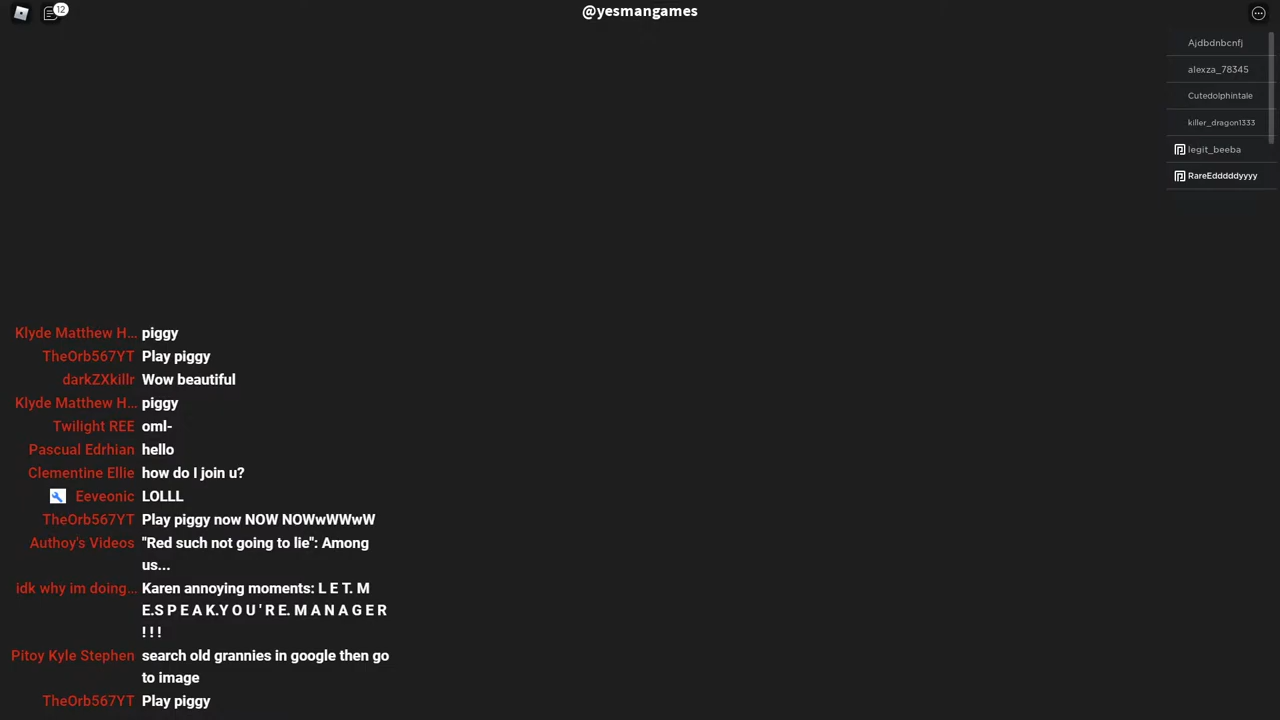 12
@yesmangames
Ajdbdnbcnfj
alexza_78345
Cutedolphintale
killer_dragon1333
legit_beeba
RareEdddddyyyy
Klyde Matthew H... piggy
TheOrb567YT Play piggy
darkZXkillr Wow beautiful
Klyde Matthew H... piggy
Twilight REE oml-
Pascual Edrhian hello
Clementine Ellie how do I join u?
Eeveonic LOLLL
TheOrb567YT Play piggy now NOW NOWwWWwW
Authoy's Videos "Red such not going to lie": Among
us...
idk why im doing... Karen annoying moments: L E T. M
E.S P E A K.Y O U ' R E. M A N A G E R
! ! !
Pitoy Kyle Stephen search old grannies in google then go
to image
TheOrb567YT Play piggy